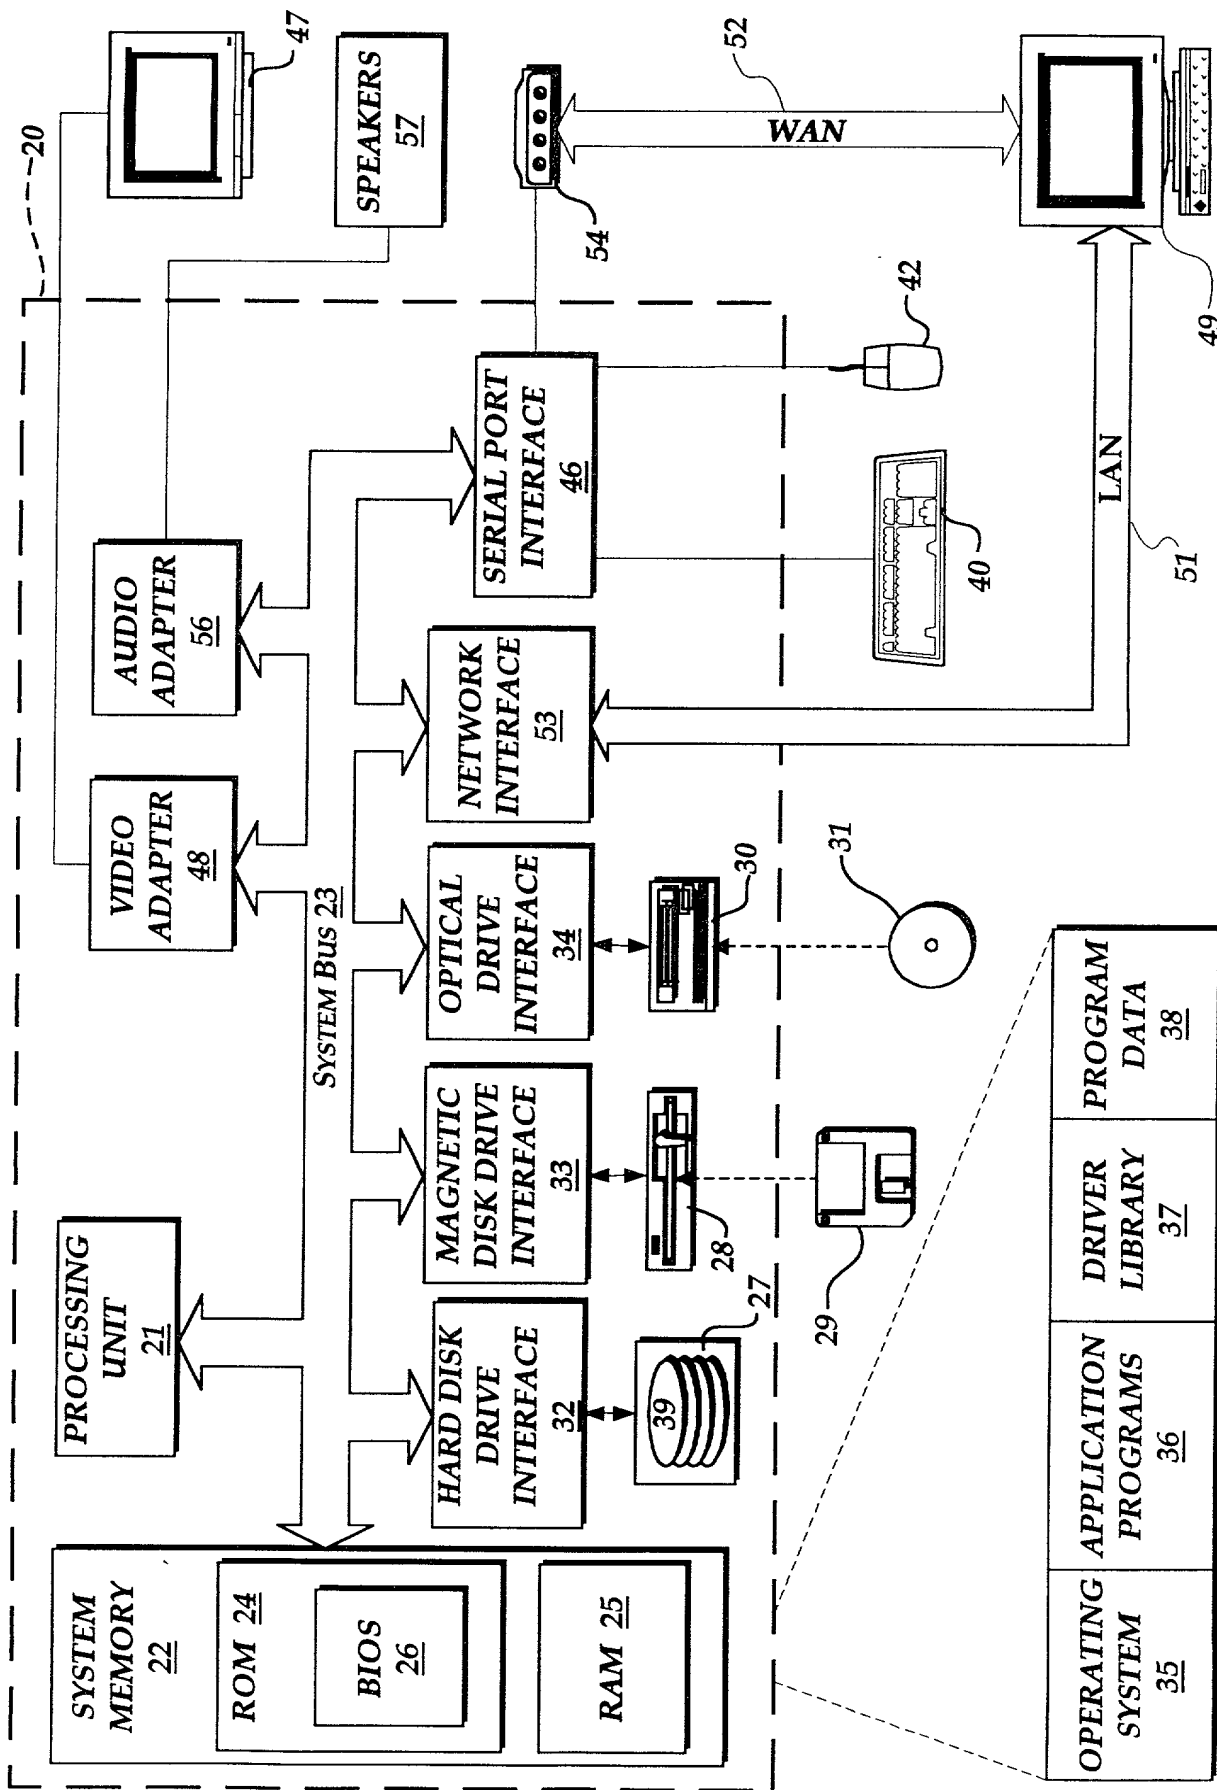 20
SYSTEM
MEMORY
22
ROM 24
BIOS
26
RAM 25
PROCESSING
UNIT
21
VIDEO
ADAPTER
48
AUDIO
ADAPTER
56
47
SPEAKERS
57
SYSTEM BUS 23
HARD DISK
DRIVE
INTERFACE
32
MAGNETIC
DISK DRIVE
INTERFACE
33
OPTICAL
DRIVE
INTERFACE
34
NETWORK
INTERFACE
53
SERIAL PORT
INTERFACE
46
54
52
WAN
39
27
28
30
29
31
40
42
LAN
51
49
OPERATING
SYSTEM
35
APPLICATION
PROGRAMS
36
DRIVER
LIBRARY
37
PROGRAM
DATA
38